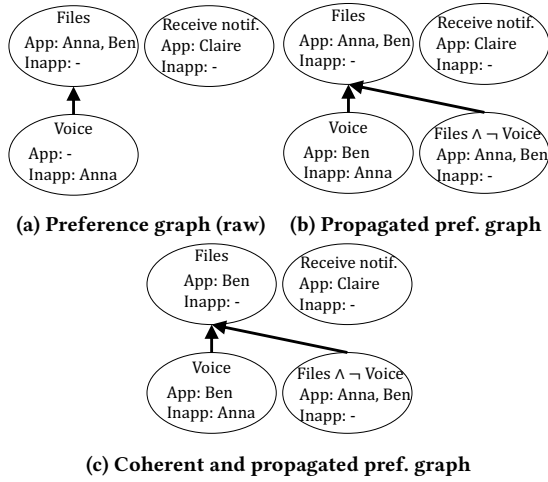 Files
App: Anna, Ben
Inapp: -
Receive notif.
App: Claire
Inapp: -
Voice
App: -
Inapp: Anna
(a) Preference graph (raw)
Files
App: Anna, Ben
Inapp: -
Receive notif.
App: Claire
Inapp: -
Voice
App: Ben
Inapp: Anna
Files ∧ ¬ Voice
App: Anna, Ben
Inapp: -
(b) Propagated pref. graph
Files
App: Ben
Inapp: -
Receive notif.
App: Claire
Inapp: -
Voice
App: Ben
Inapp: Anna
Files ∧ ¬ Voice
App: Anna, Ben
Inapp: -
(c) Coherent and propagated pref. graph